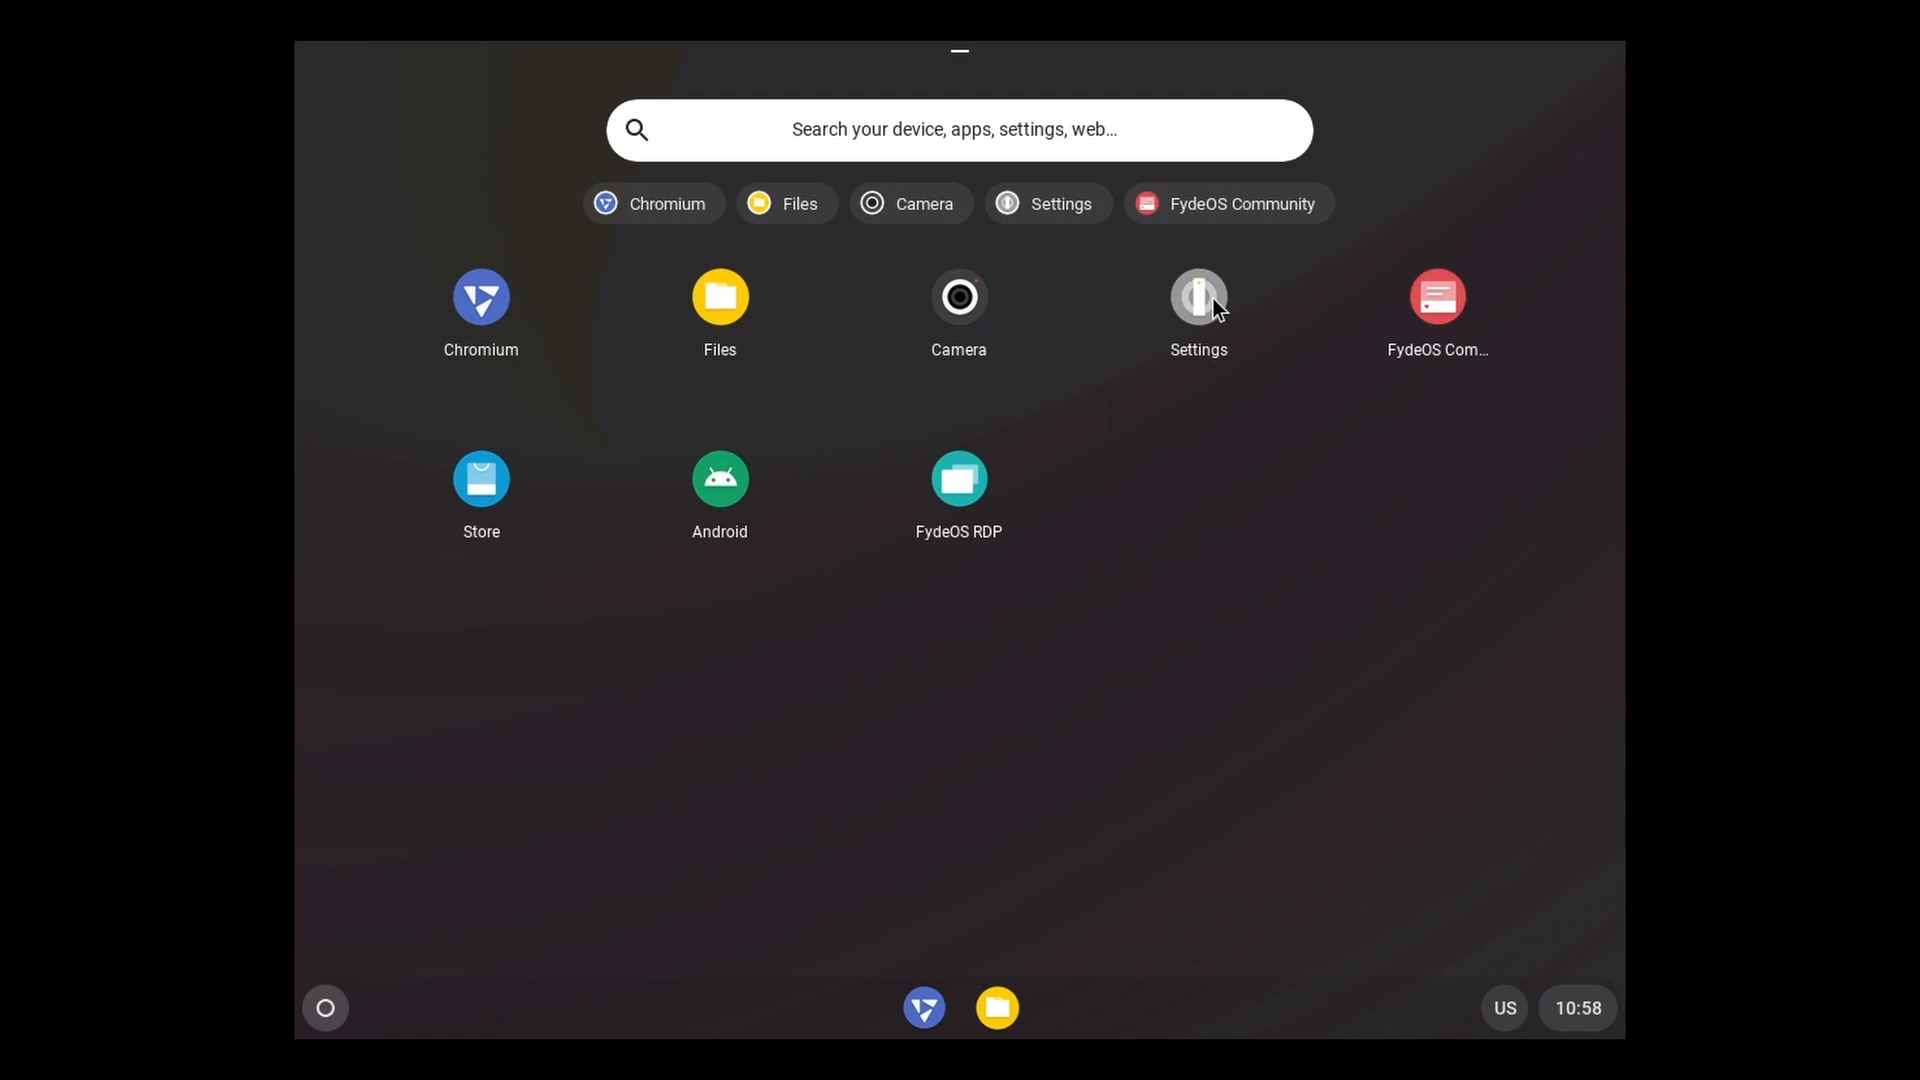 Search your device, apps, settings, web...
Chromium Files Camera Settings FydeOS Community
Chromium Files Camera Settings FydeOS Com...
Store Android FydeOS RDP
US 10:58